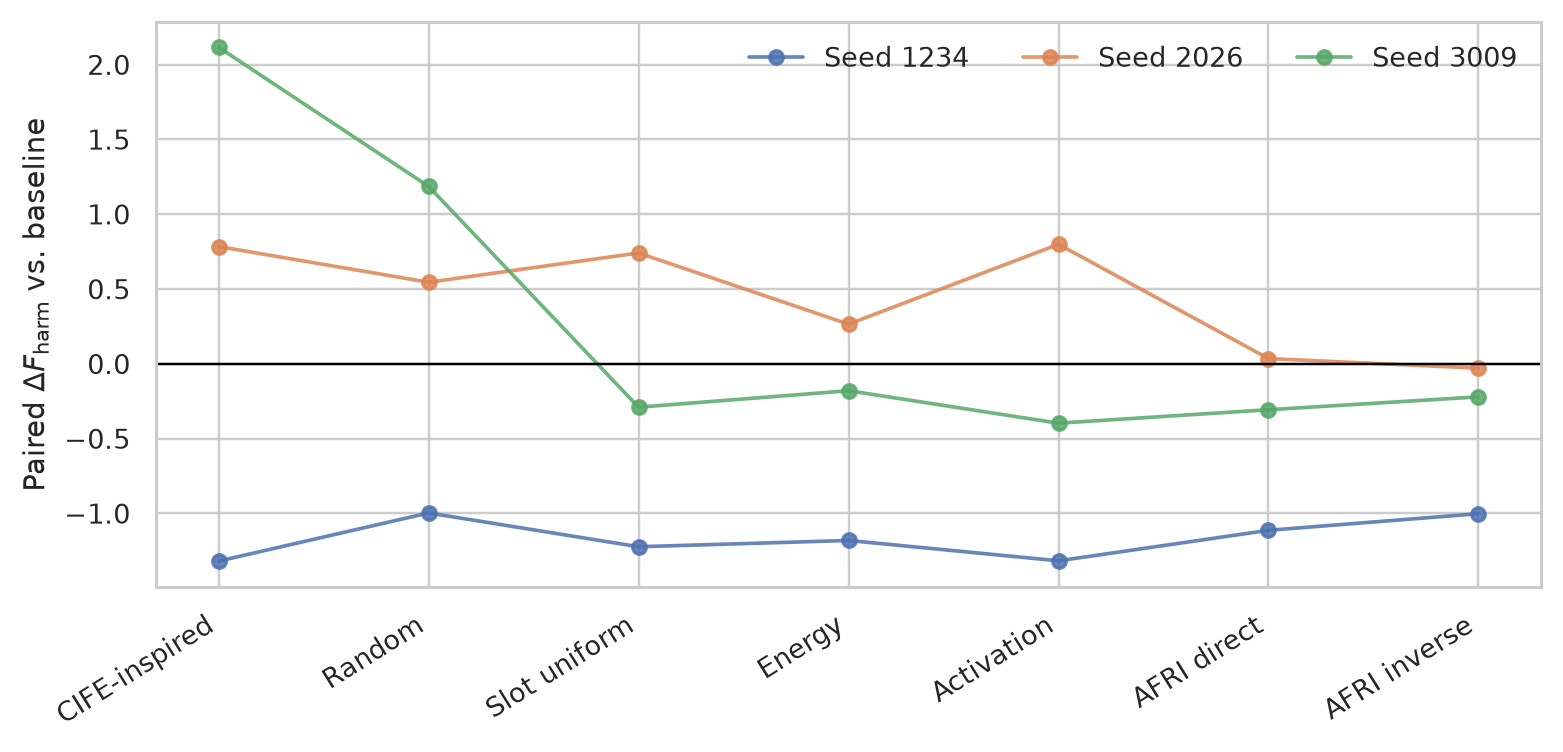 Seed 1234 Seed 2026 Seed 3009
Paired ΔF_harm vs. baseline
2.0
1.5
1.0
0.5
0.0
−0.5
−1.0
CIFE-inspired
Random
Slot uniform
Energy
Activation
AFRI direct
AFRI inverse